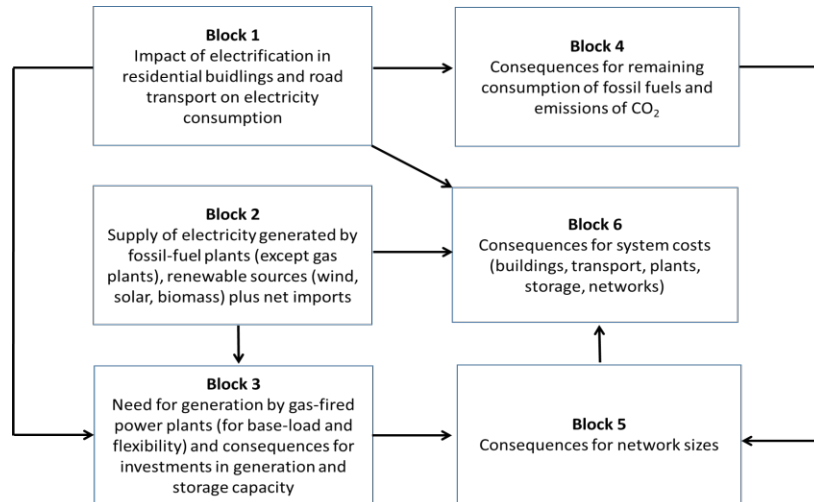 Block 1
Impact of electrification in
residential buidlings and road
transport on electricity
consumption
Block 4
Consequences for remaining
consumption of fossil fuels and
emissions of CO₂
Block 2
Supply of electricity generated by
fossil-fuel plants (except gas
plants), renewable sources (wind,
solar, biomass) plus net imports
Block 6
Consequences for system costs
(buildings, transport, plants,
storage, networks)
Block 3
Need for generation by gas-fired
power plants (for base-load and
flexibility) and consequences for
investments in generation and
storage capacity
Block 5
Consequences for network sizes